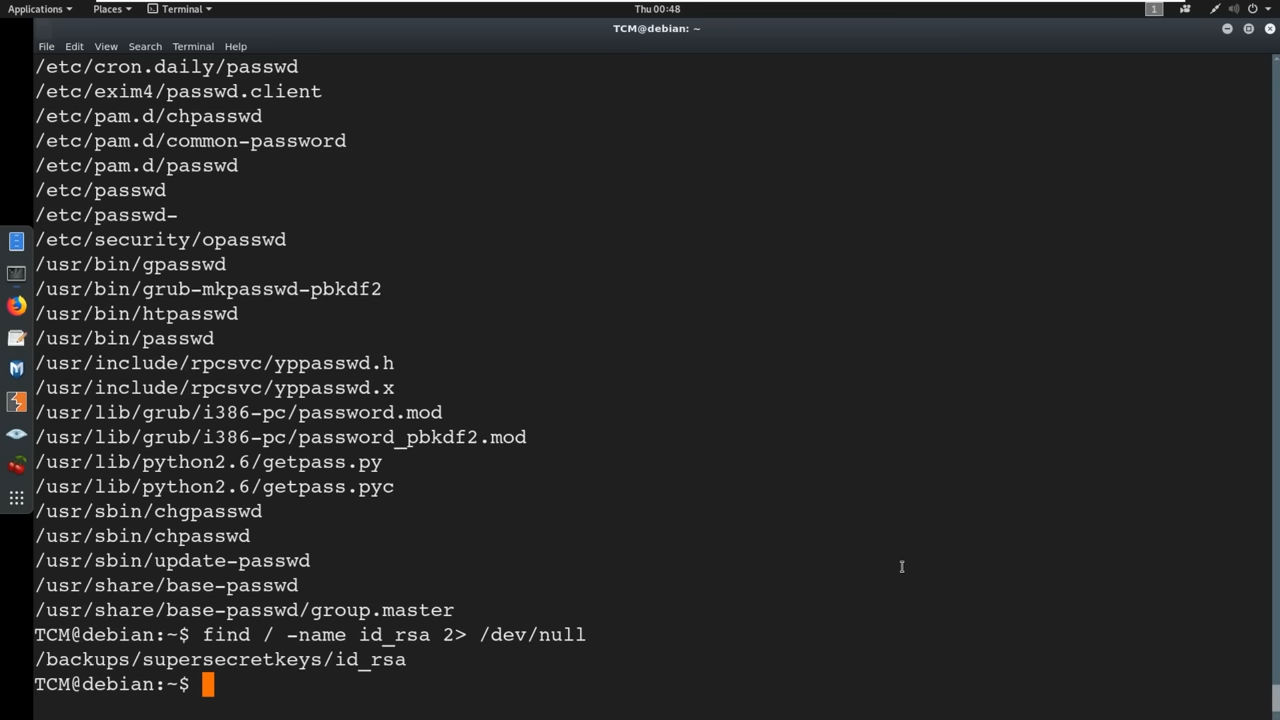 Applications Places Terminal Thu 00:48 1
TCM@debian: ~
File Edit View Search Terminal Help
/etc/cron.daily/passwd
/etc/exim4/passwd.client
/etc/pam.d/chpasswd
/etc/pam.d/common-password
/etc/pam.d/passwd
/etc/passwd
/etc/passwd-
/etc/security/opasswd
/usr/bin/gpasswd
/usr/bin/grub-mkpasswd-pbkdf2
/usr/bin/htpasswd
/usr/bin/passwd
/usr/include/rpcsvc/yppasswd.h
/usr/include/rpcsvc/yppasswd.x
/usr/lib/grub/i386-pc/password.mod
/usr/lib/grub/i386-pc/password_pbkdf2.mod
/usr/lib/python2.6/getpass.py
/usr/lib/python2.6/getpass.pyc
/usr/sbin/chgpasswd
/usr/sbin/chpasswd
/usr/sbin/update-passwd
/usr/share/base-passwd
/usr/share/base-passwd/group.master
TCM@debian:~$ find / -name id_rsa 2> /dev/null
/backups/supersecretkeys/id_rsa
TCM@debian:~$